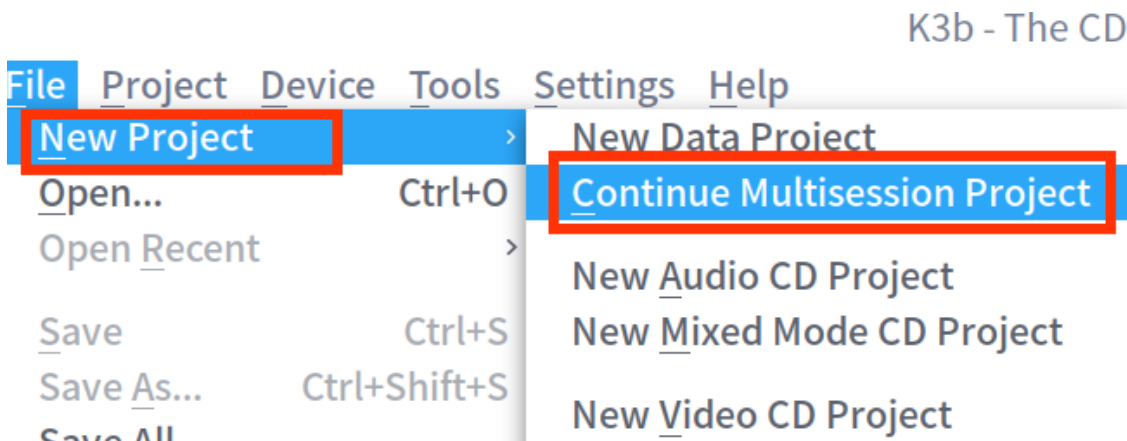 K3b - The CD
File Project Device Tools Settings Help
New Project
Open... Ctrl+O
Open Recent
Save Ctrl+S
Save As... Ctrl+Shift+S
Save All
New Data Project
Continue Multisession Project
New Audio CD Project
New Mixed Mode CD Project
New Video CD Project